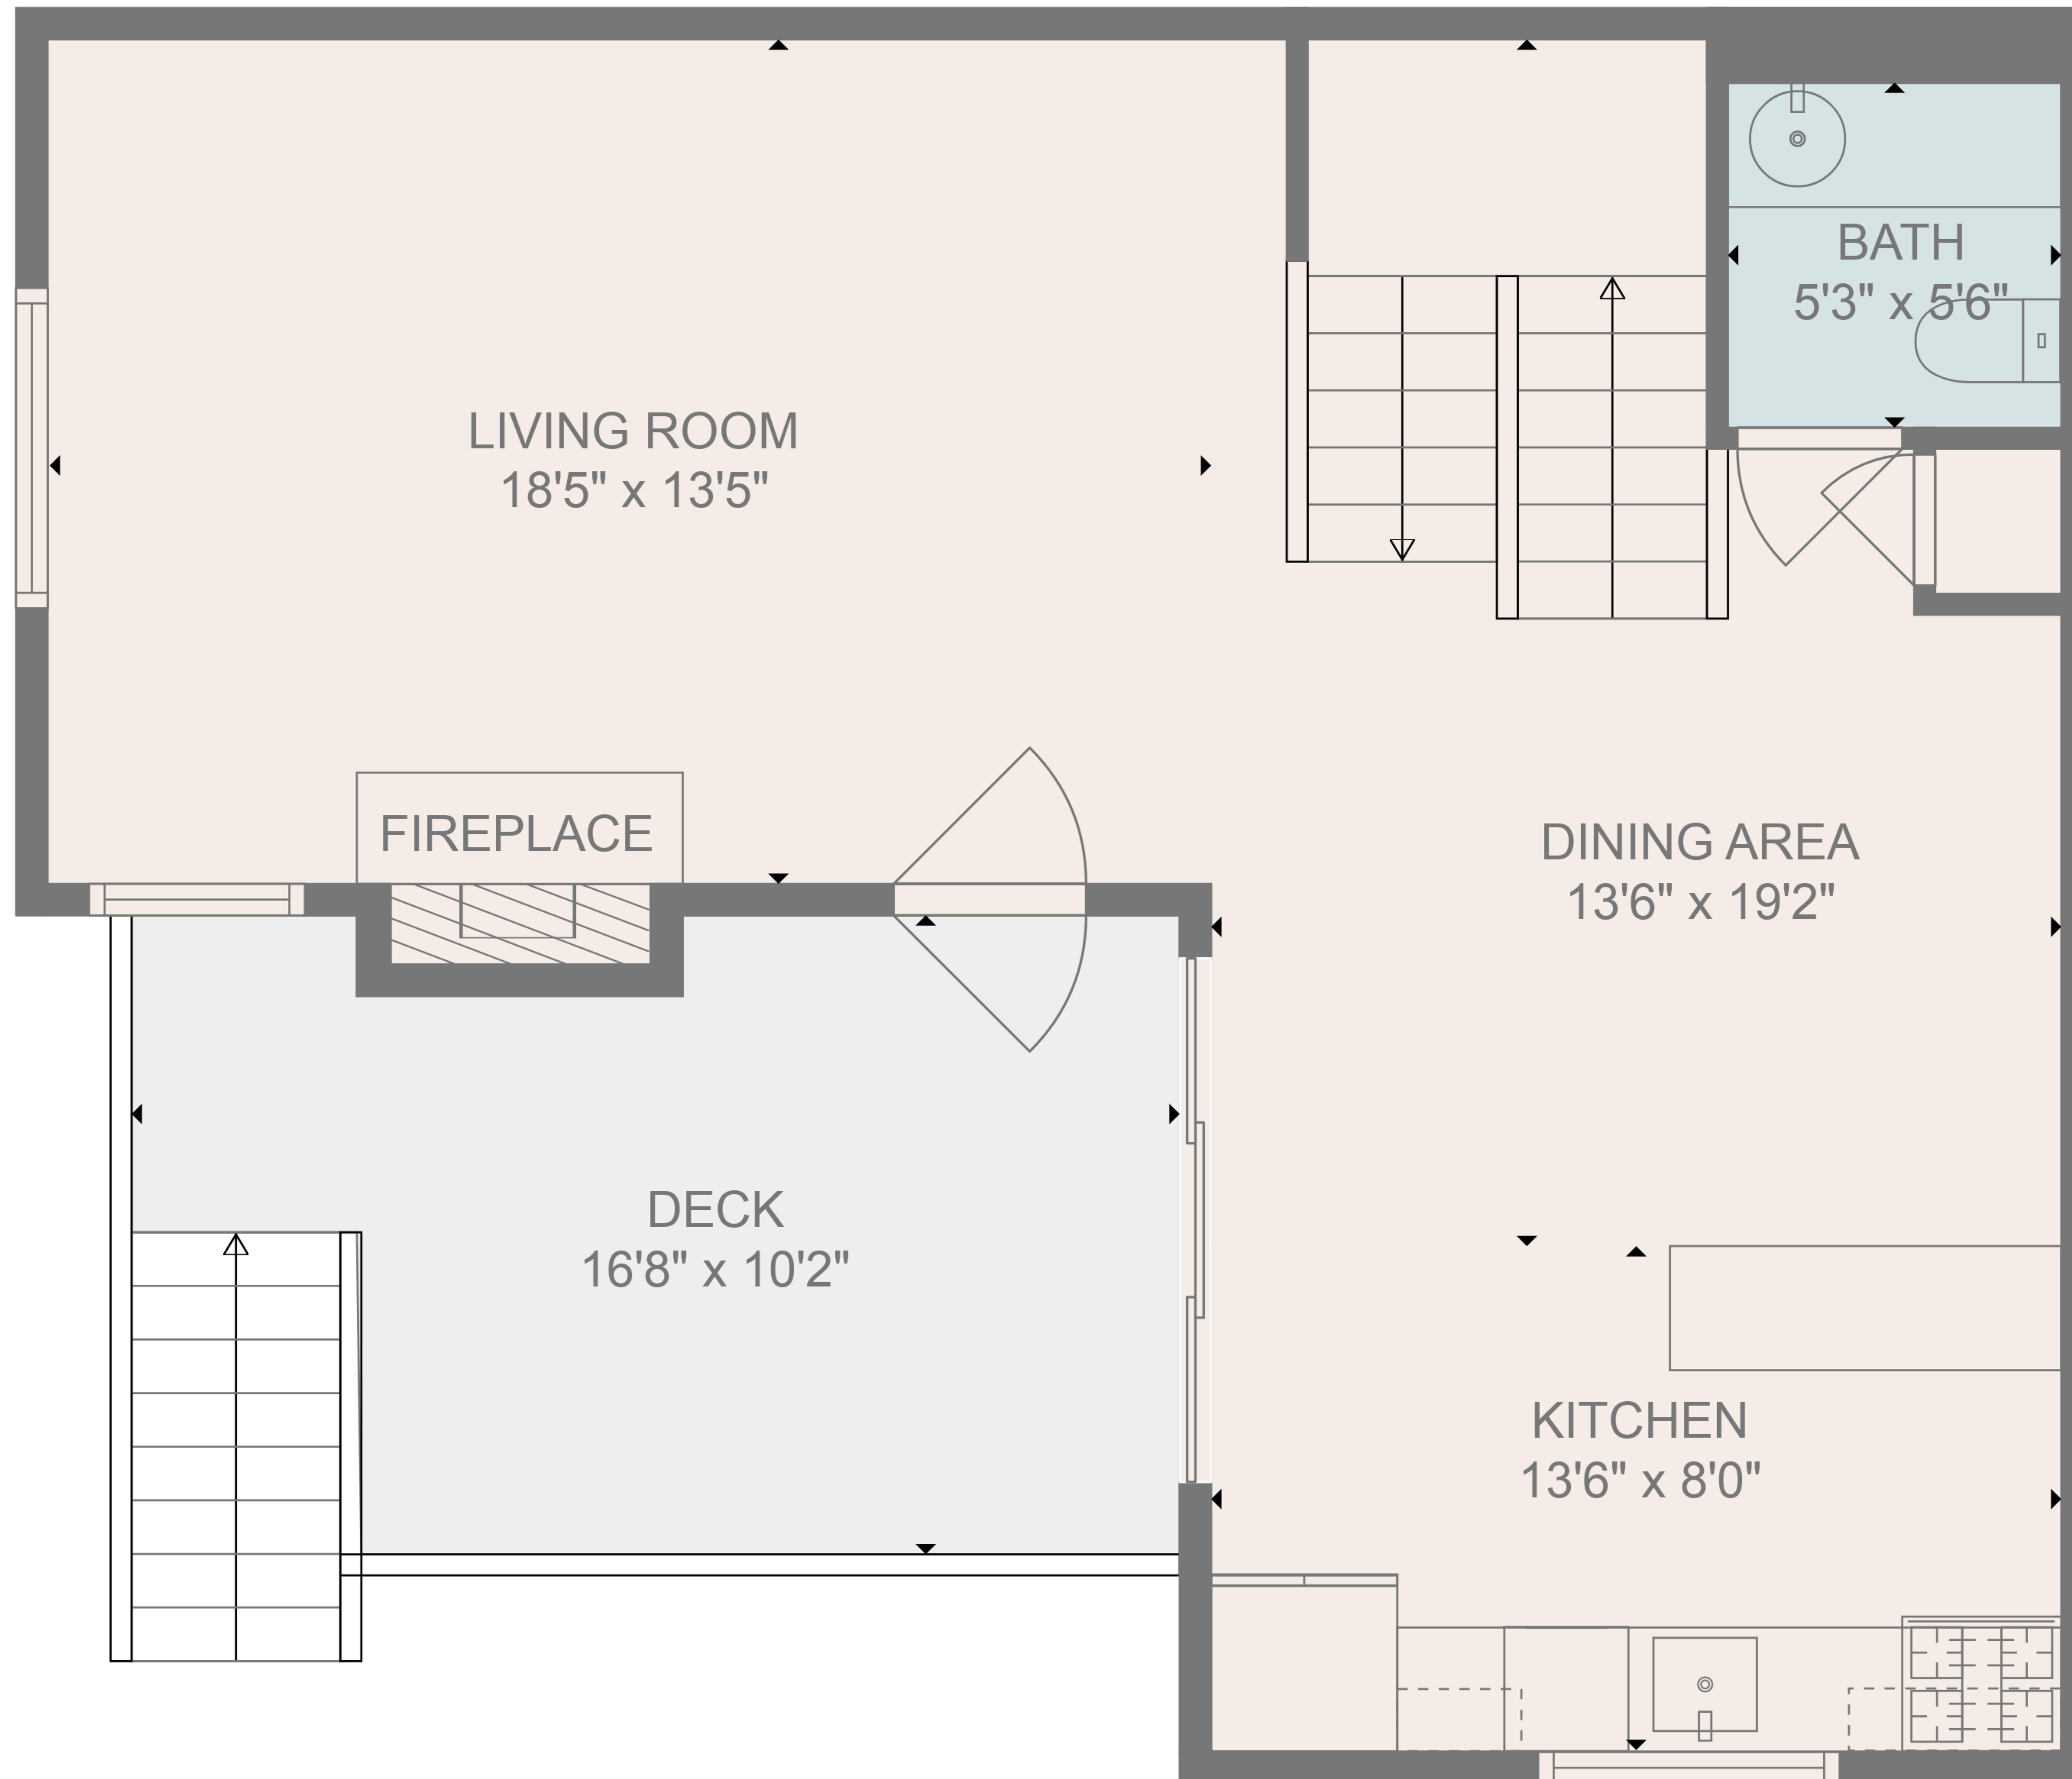 BATH
5'3" x 5'6"
LIVING ROOM
18'5" x 13'5"
FIREPLACE
DINING AREA
13'6" x 19'2"
DECK
16'8" x 10'2"
KITCHEN
13'6" x 8'0"